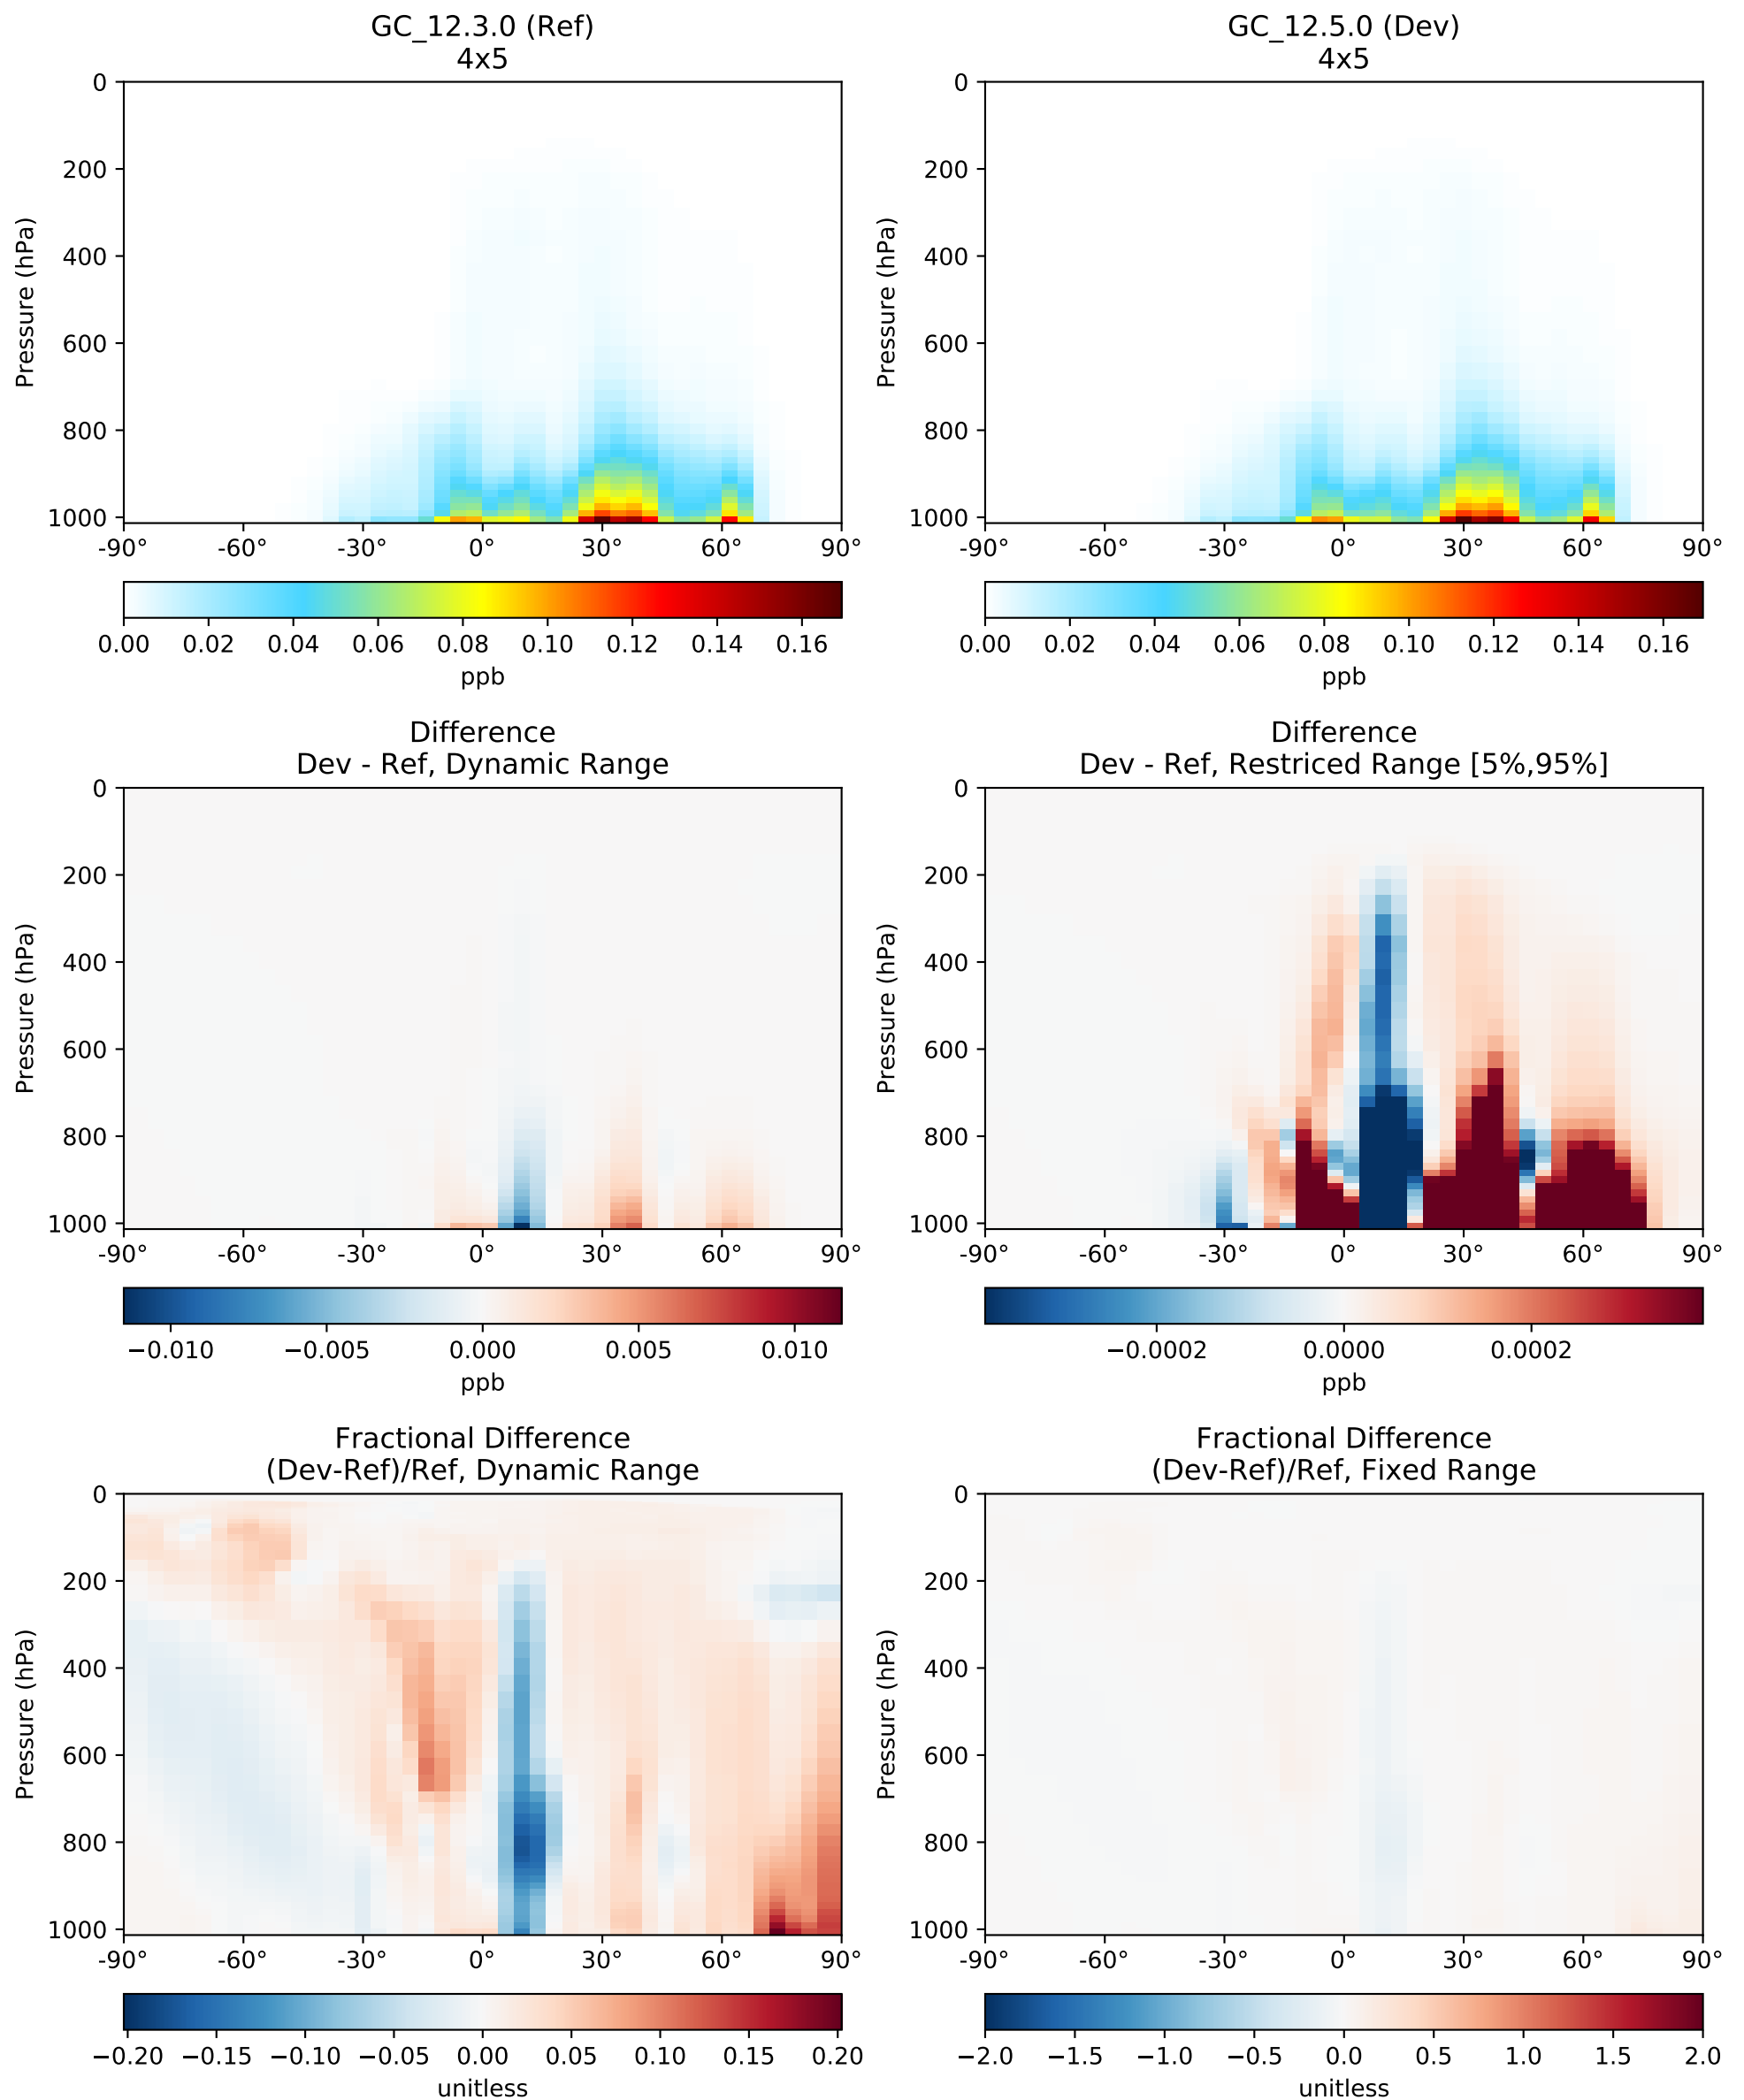 GC_12.3.0 (Ref)
4x5
0
200
400
600
800
1000
Pressure (hPa)
-90° -60° -30° 0° 30° 60° 90°
0.00 0.02 0.04 0.06 0.08 0.10 0.12 0.14 0.16
ppb
GC_12.5.0 (Dev)
4x5
0
200
400
600
800
1000
Pressure (hPa)
-90° -60° -30° 0° 30° 60° 90°
0.00 0.02 0.04 0.06 0.08 0.10 0.12 0.14 0.16
ppb
Difference
Dev - Ref, Dynamic Range
0
200
400
600
800
1000
Pressure (hPa)
-90° -60° -30° 0° 30° 60° 90°
−0.010 −0.005 0.000 0.005 0.010
ppb
Difference
Dev - Ref, Restriced Range [5%,95%]
0
200
400
600
800
1000
Pressure (hPa)
-90° -60° -30° 0° 30° 60° 90°
−0.0002 0.0000 0.0002
ppb
Fractional Difference
(Dev-Ref)/Ref, Dynamic Range
0
200
400
600
800
1000
Pressure (hPa)
-90° -60° -30° 0° 30° 60° 90°
−0.20 −0.15 −0.10 −0.05 0.00 0.05 0.10 0.15 0.20
unitless
Fractional Difference
(Dev-Ref)/Ref, Fixed Range
0
200
400
600
800
1000
Pressure (hPa)
-90° -60° -30° 0° 30° 60° 90°
−2.0 −1.5 −1.0 −0.5 0.0 0.5 1.0 1.5 2.0
unitless